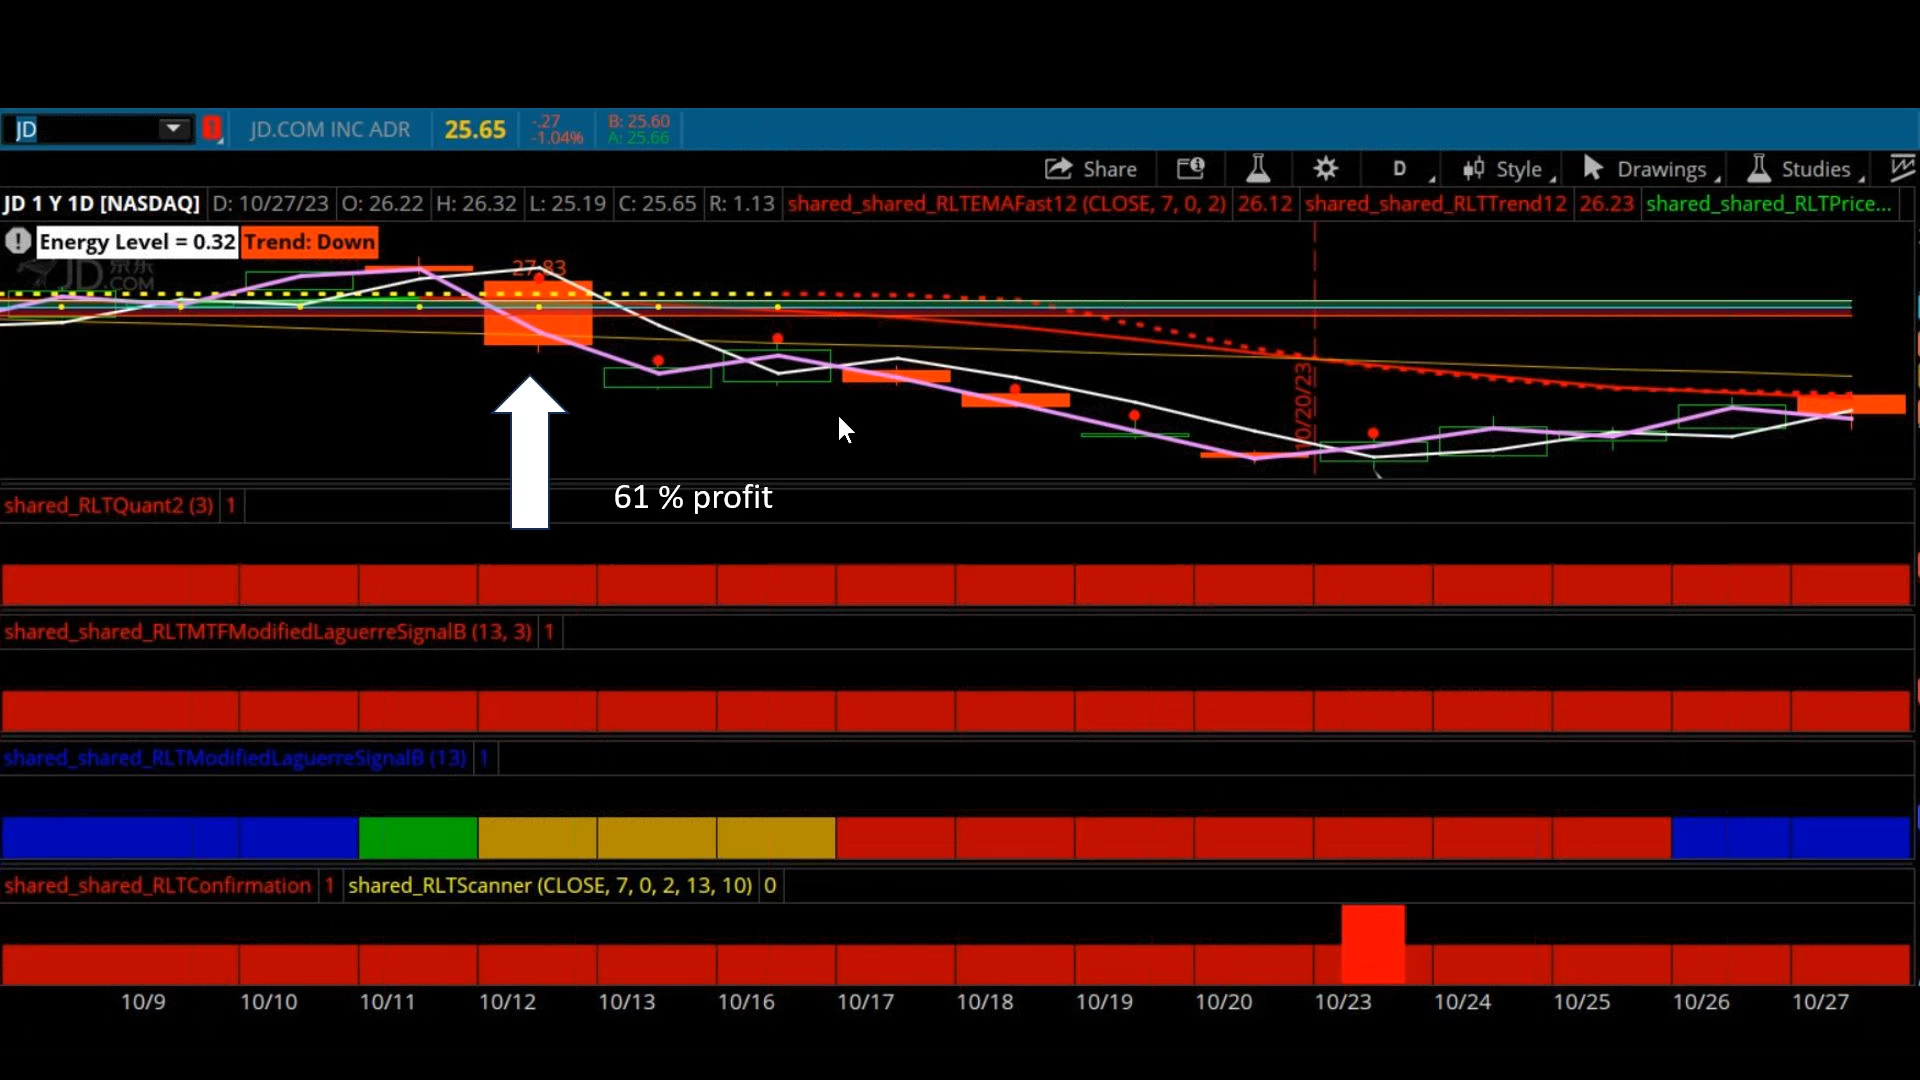 JD
JD.COM INC ADR
25.65
-.27
-1.04%
B: 25.60
A: 25.66
Share
D
Style
Drawings
Studies
JD 1 Y 1D [NASDAQ]
D: 10/27/23
O: 26.22
H: 26.32
L: 25.19
C: 25.65
R: 1.13
shared_shared_RLTEMAFast12 (CLOSE, 7, 0, 2)
26.12
shared_shared_RLTTrend12
26.23
shared_shared_RLTPrice...
Energy Level = 0.32
Trend: Down
JD京东
.COM
27.83
10/20/23
61 % profit
shared_RLTQuant2 (3)
1
shared_shared_RLTMTFModifiedLaguerreSignalB (13, 3)
1
shared_shared_RLTModifiedLaguerreSignalB (13)
1
shared_shared_RLTConfirmation
1
shared_RLTScanner (CLOSE, 7, 0, 2, 13, 10)
0
10/9
10/10
10/11
10/12
10/13
10/16
10/17
10/18
10/19
10/20
10/23
10/24
10/25
10/26
10/27